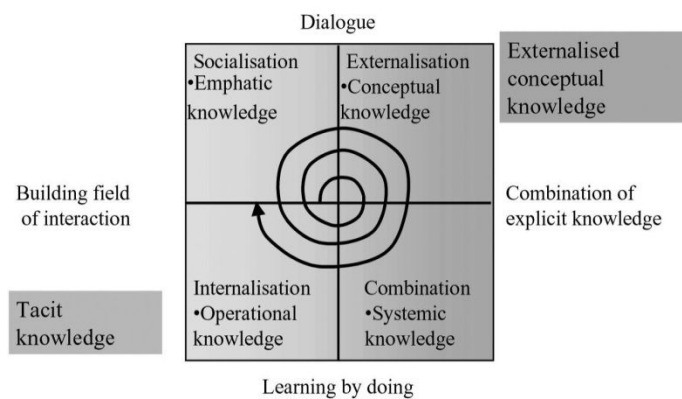 Dialogue
Socialisation
•Emphatic
knowledge
Externalisation
•Conceptual
knowledge
Externalised
conceptual
knowledge
Building field
of interaction
Combination of
explicit knowledge
Internalisation
•Operational
knowledge
Combination
•Systemic
knowledge
Tacit
knowledge
Learning by doing